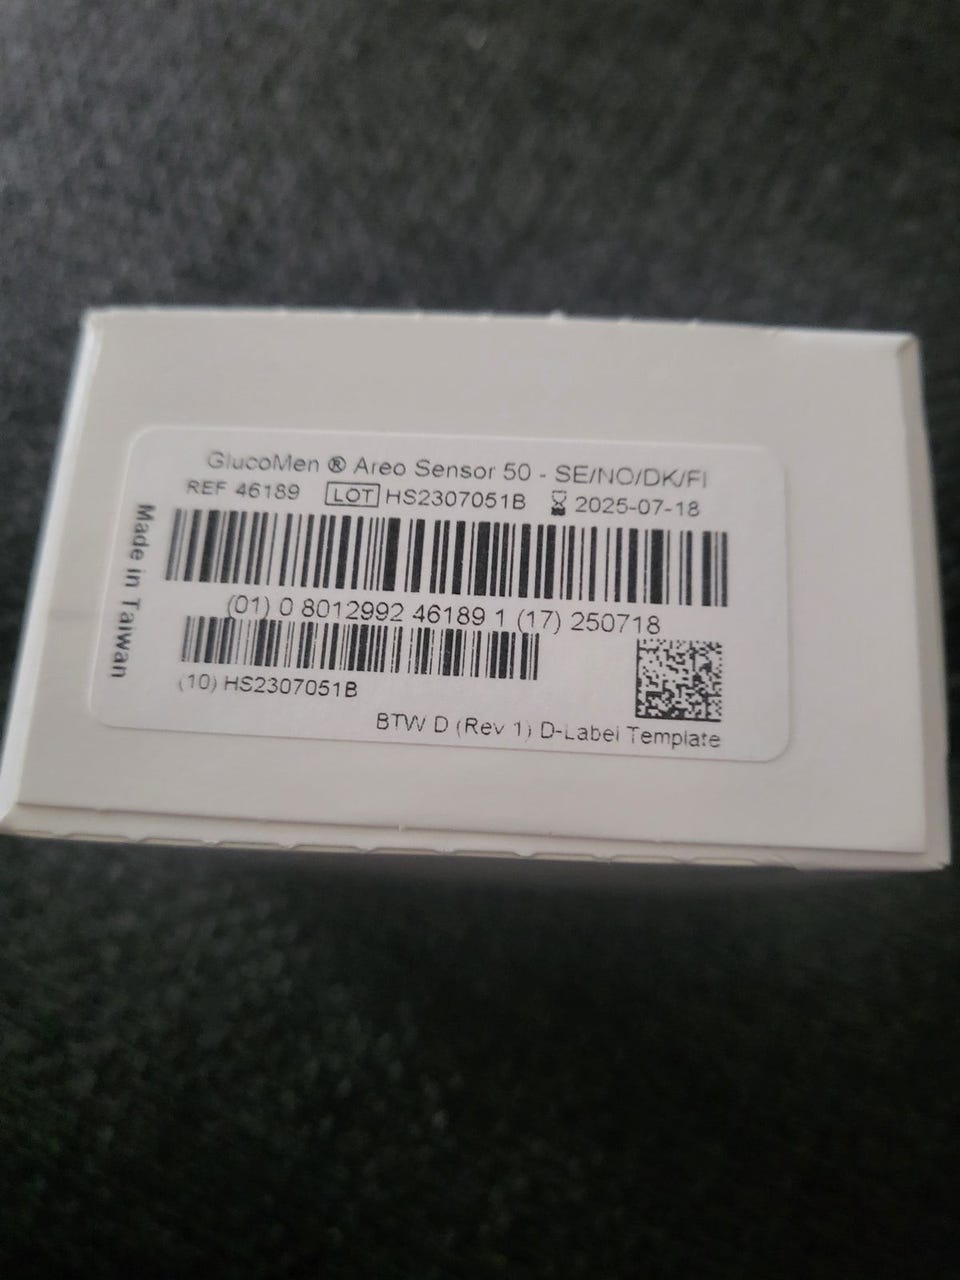 GlucoMen ® Areo Sensor 50 - SE/NO/DK/FI
REF 46189 LOT HS2307051B 2025-07-18
Made in Taiwan
(01) 0 8012992 46189 1 (17) 250718
(10) HS2307051B
BTW D (Rev 1) D-Label Template